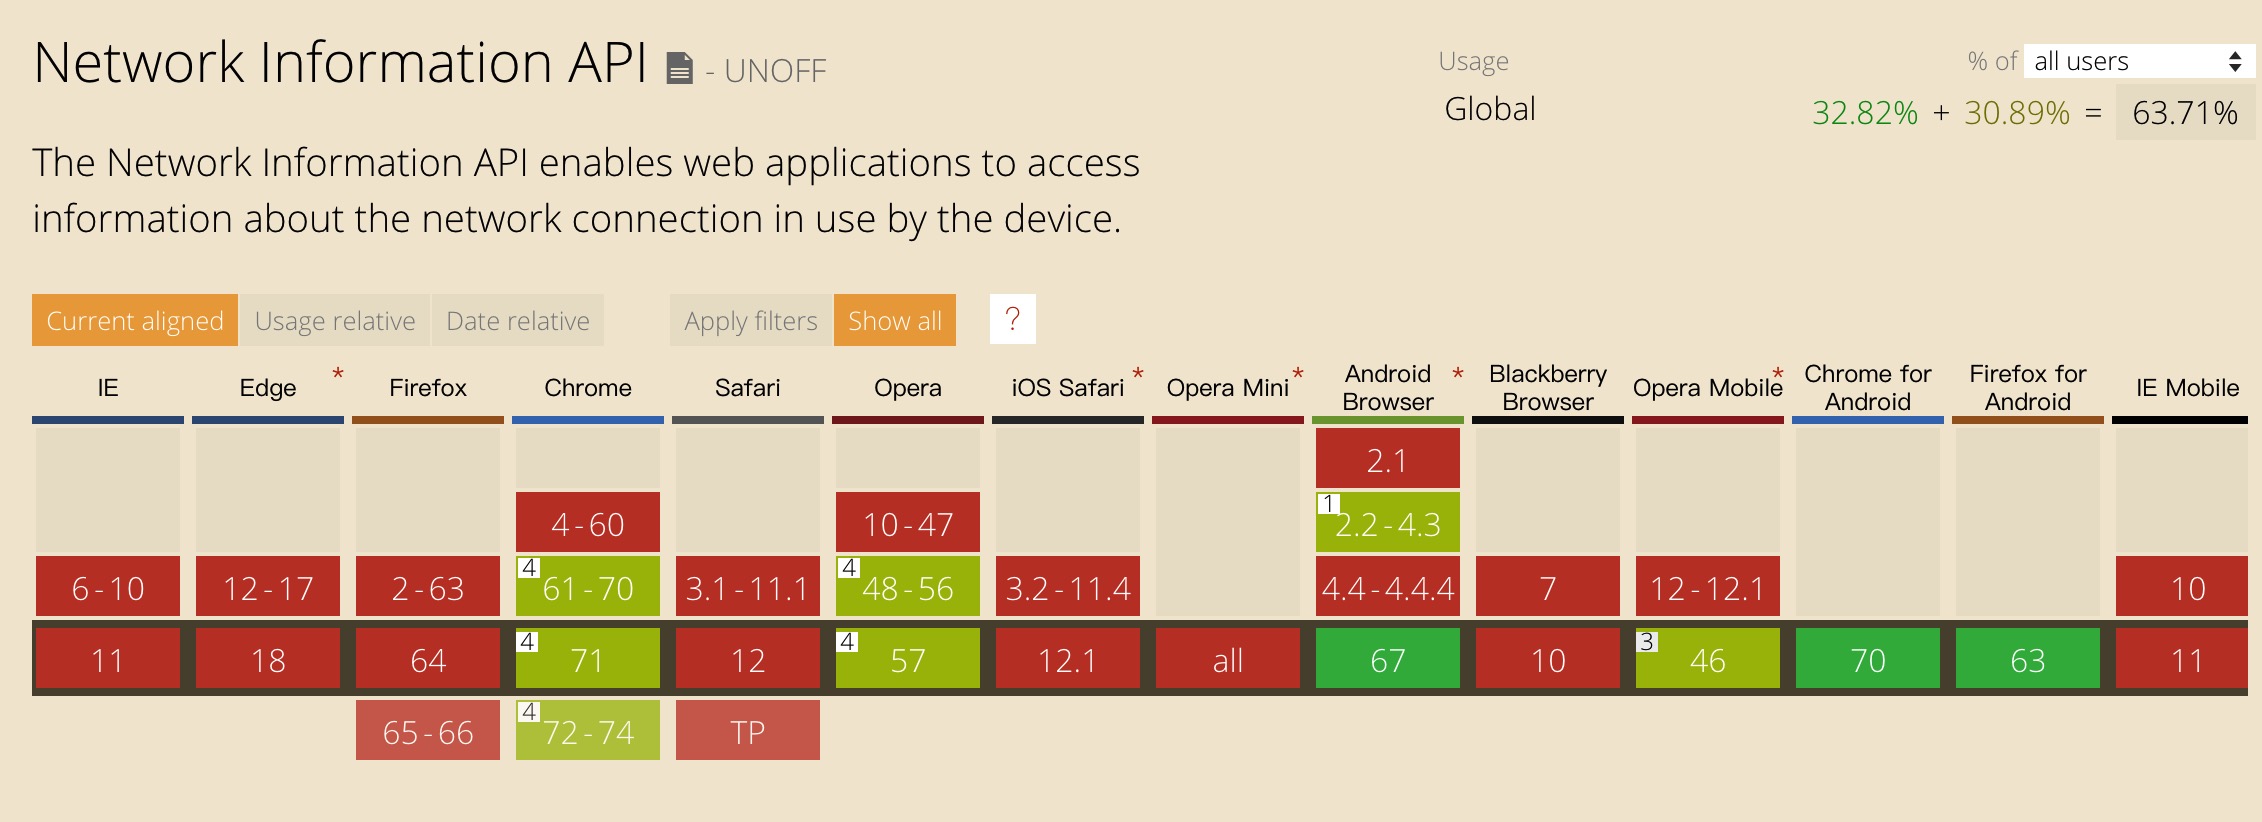 Network Information API - UNOFF
Usage % of all users
Global 32.82% + 30.89% = 63.71%
The Network Information API enables web applications to access
information about the network connection in use by the device.
Current aligned Usage relative Date relative Apply filters Show all ?
IE Edge * Firefox Chrome Safari Opera iOS Safari * Opera Mini * Android Browser * Blackberry Browser Opera Mobile * Chrome for Android Firefox for Android IE Mobile
2.1
4-60 10-47 1 2.2-4.3
6-10 12-17 2-63 4 61-70 3.1-11.1 4 48-56 3.2-11.4 4.4-4.4.4 7 12-12.1 10
11 18 64 4 71 12 4 57 12.1 all 67 10 3 46 70 63 11
65-66 4 72-74 TP